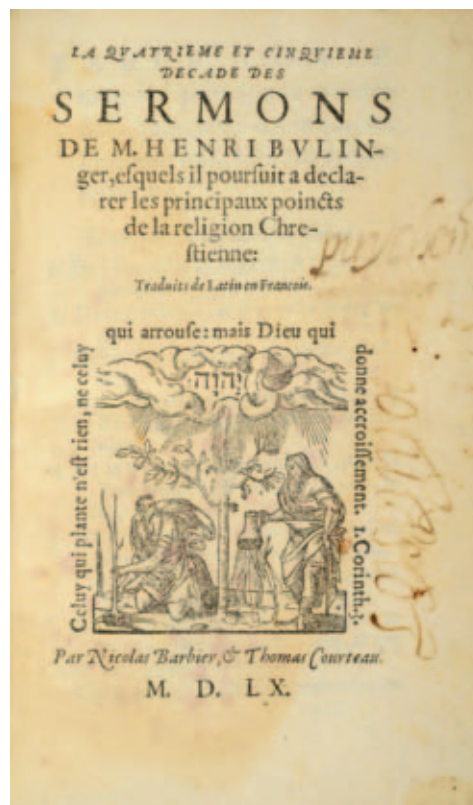 LA QVATRIEME ET CINQVIEME
DECADE DES
SERMONS
DE M. HENRI BVLIN-
ger, eſquels il pourſuit a decla-
rer les principaux poincts
de la religion Chre-
ſtienne:
Traduits de Latin en François.
Celuy qui plante n'eſt rien, ne celuy
qui arrouſe: mais Dieu qui
donne accroiſſement. 1. Corinth. 3.
יהוה
Par Nicolas Barbier, & Thomas Courteau.
M. D. LX.